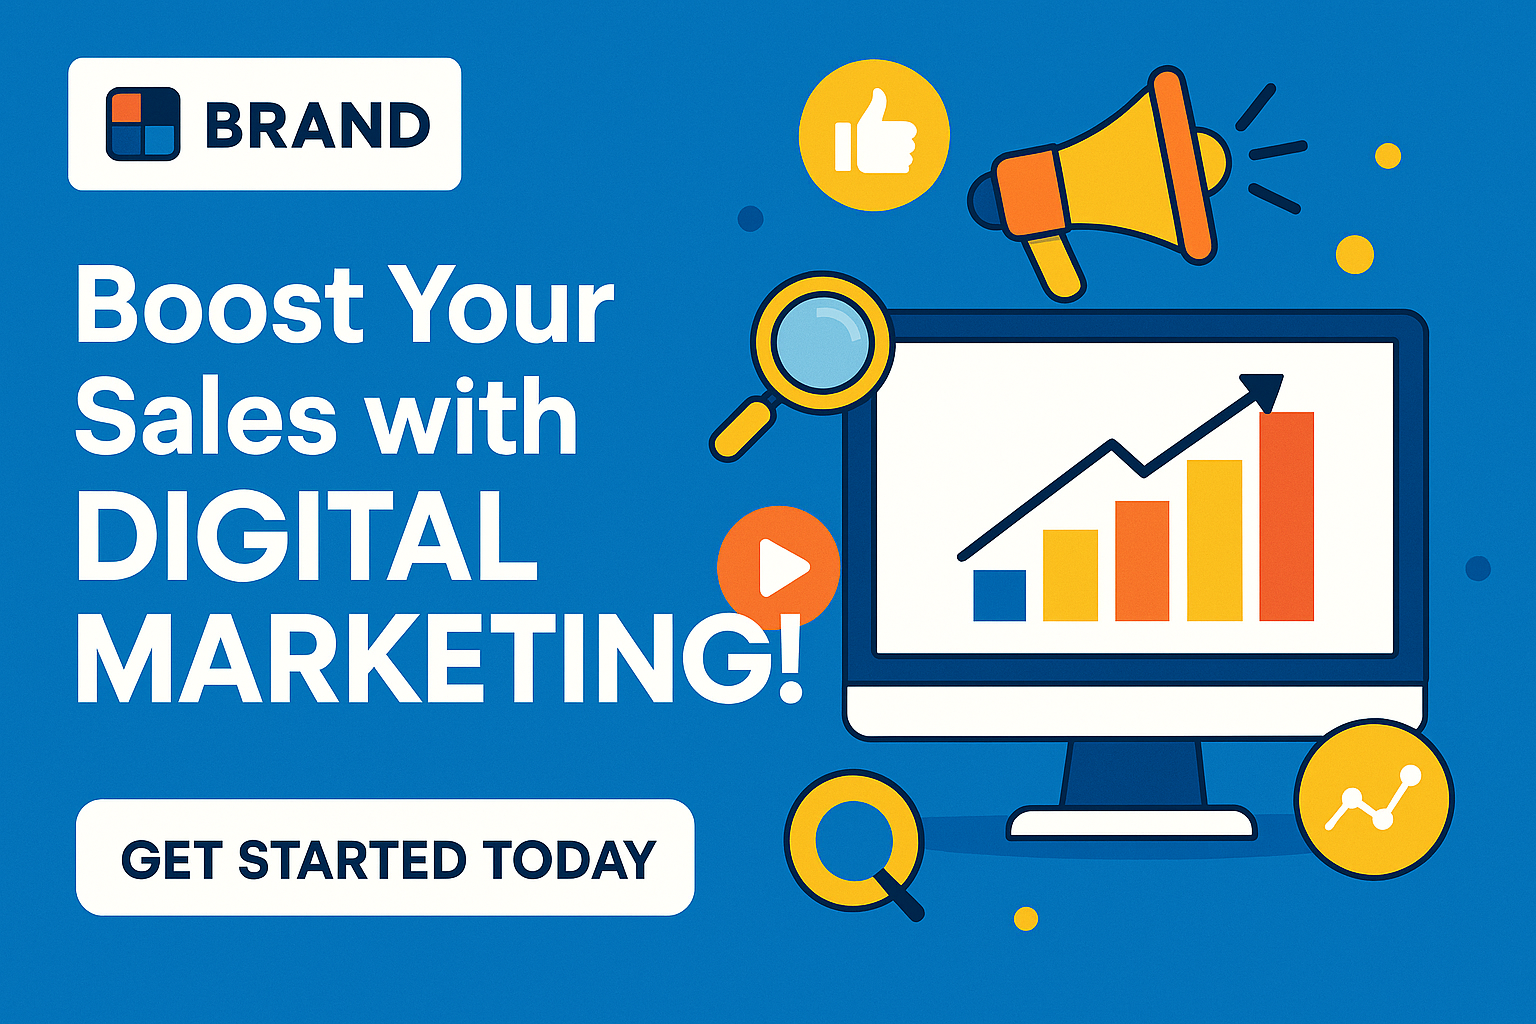 BRAND
Boost Your
Sales with
DIGITAL
MARKETING!
GET STARTED TODAY